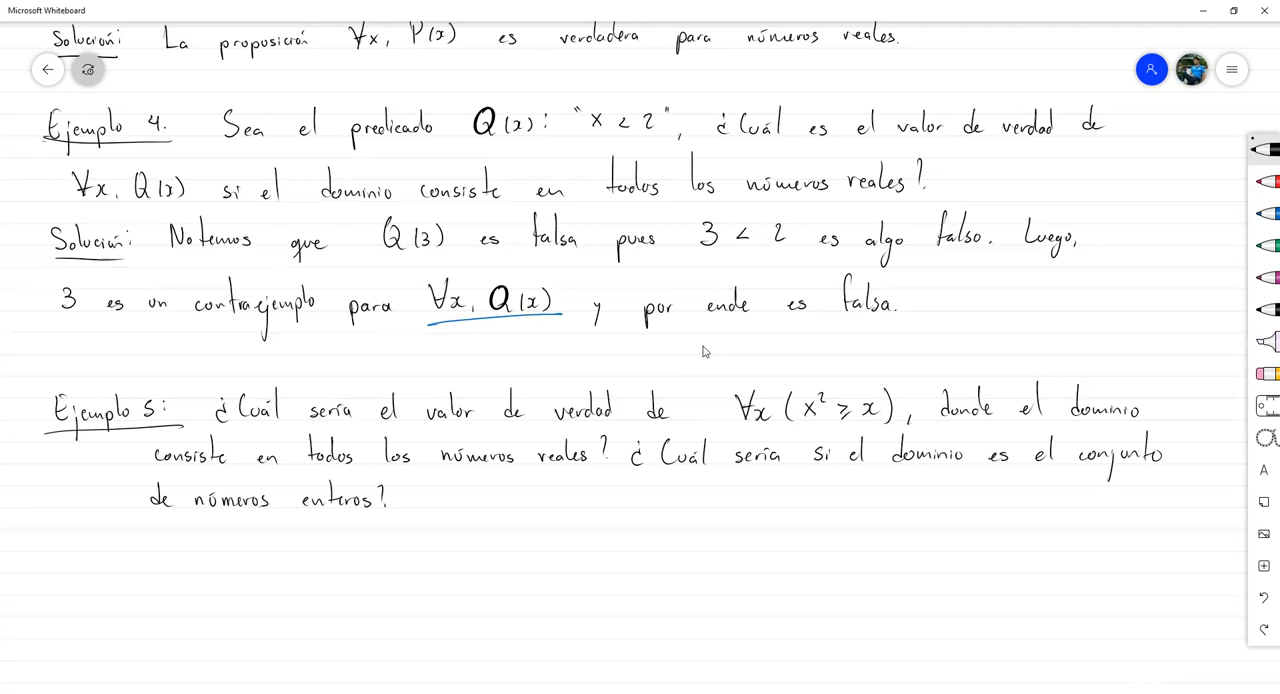 Microsoft Whiteboard
Solución: La proposición ∀x, P(x) es verdadera para números reales.
Ejemplo 4. Sea el predicado Q(x): "x < 2", ¿Cuál es el valor de verdad de
∀x, Q(x) si el dominio consiste en todos los números reales?
Solución: Notemos que Q(3) es falsa pues 3 < 2 es algo falso. Luego,
3 es un contraejemplo para ∀x, Q(x) y por ende es falsa.
Ejemplo 5: ¿Cuál sería el valor de verdad de ∀x (x² ≥ x), donde el dominio
consiste en todos los números reales? ¿Cuál sería si el dominio es el conjunto
de números enteros?
A